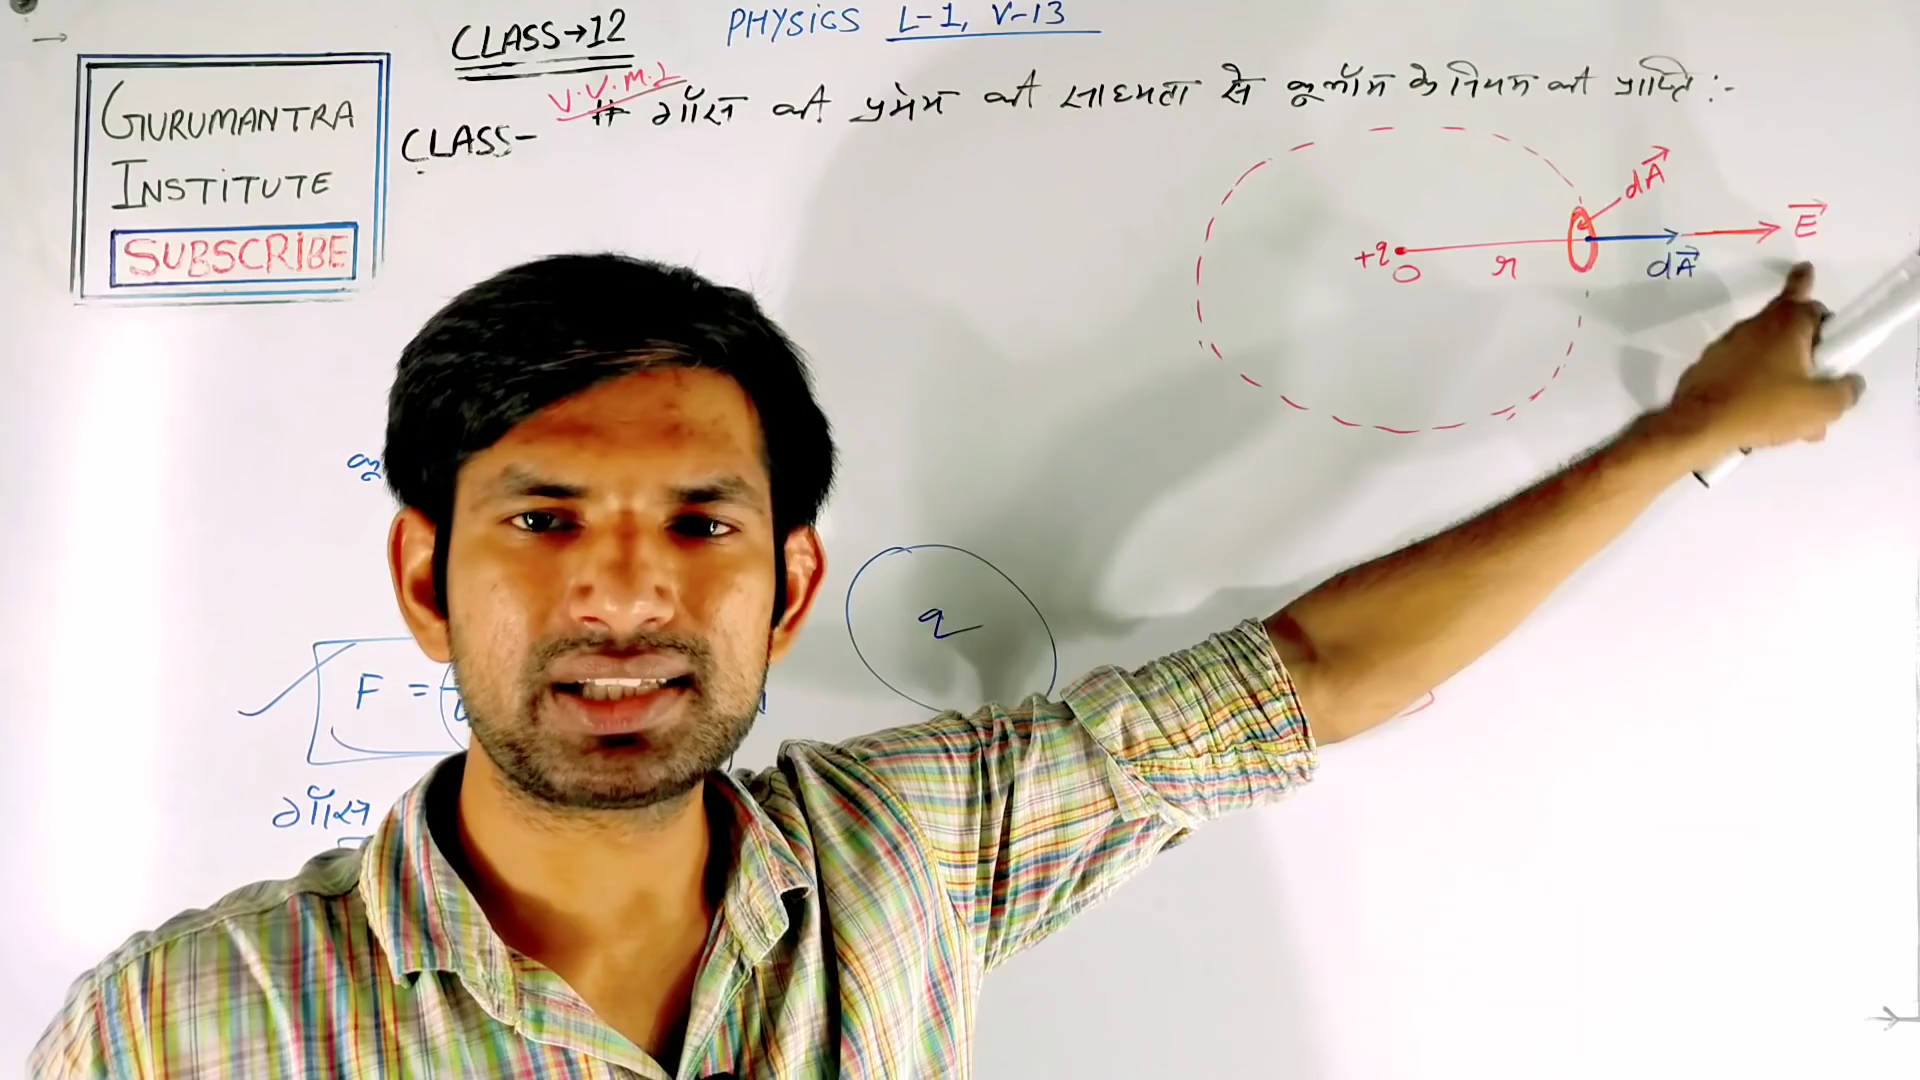 CLASS→12
PHYSICS L-1, V-13
GURUMANTRA
INSTITUTE
SUBSCRIBE
V.V.M.I
# गॉस की प्रमेय की सहायता से कूलॉम के नियम की प्राप्ति :-
CLASS-
dA
E
+q
O
r
dA
कू
q
F =
गॉस